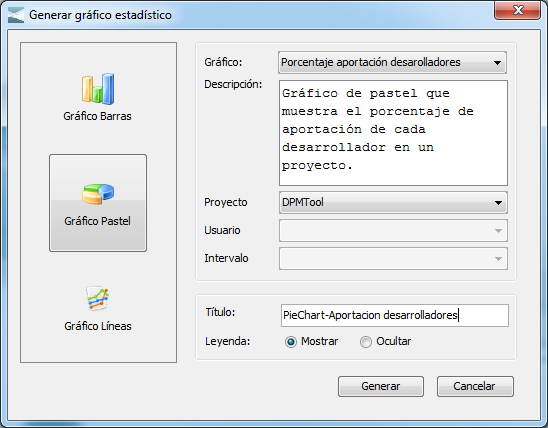 Generar gráfico estadístico
Gráfico Barras
Gráfico Pastel
Gráfico Líneas
Gráfico: Porcentaje aportación desarolladores
Descripción:
Gráfico de pastel que
muestra el porcentaje de
aportación de cada
desarrollador en un
proyecto.
Proyecto DPMTool
Usuario
Intervalo
Título: PieChart-Aportacion desarrolladores
Leyenda: Mostrar Ocultar
Generar Cancelar